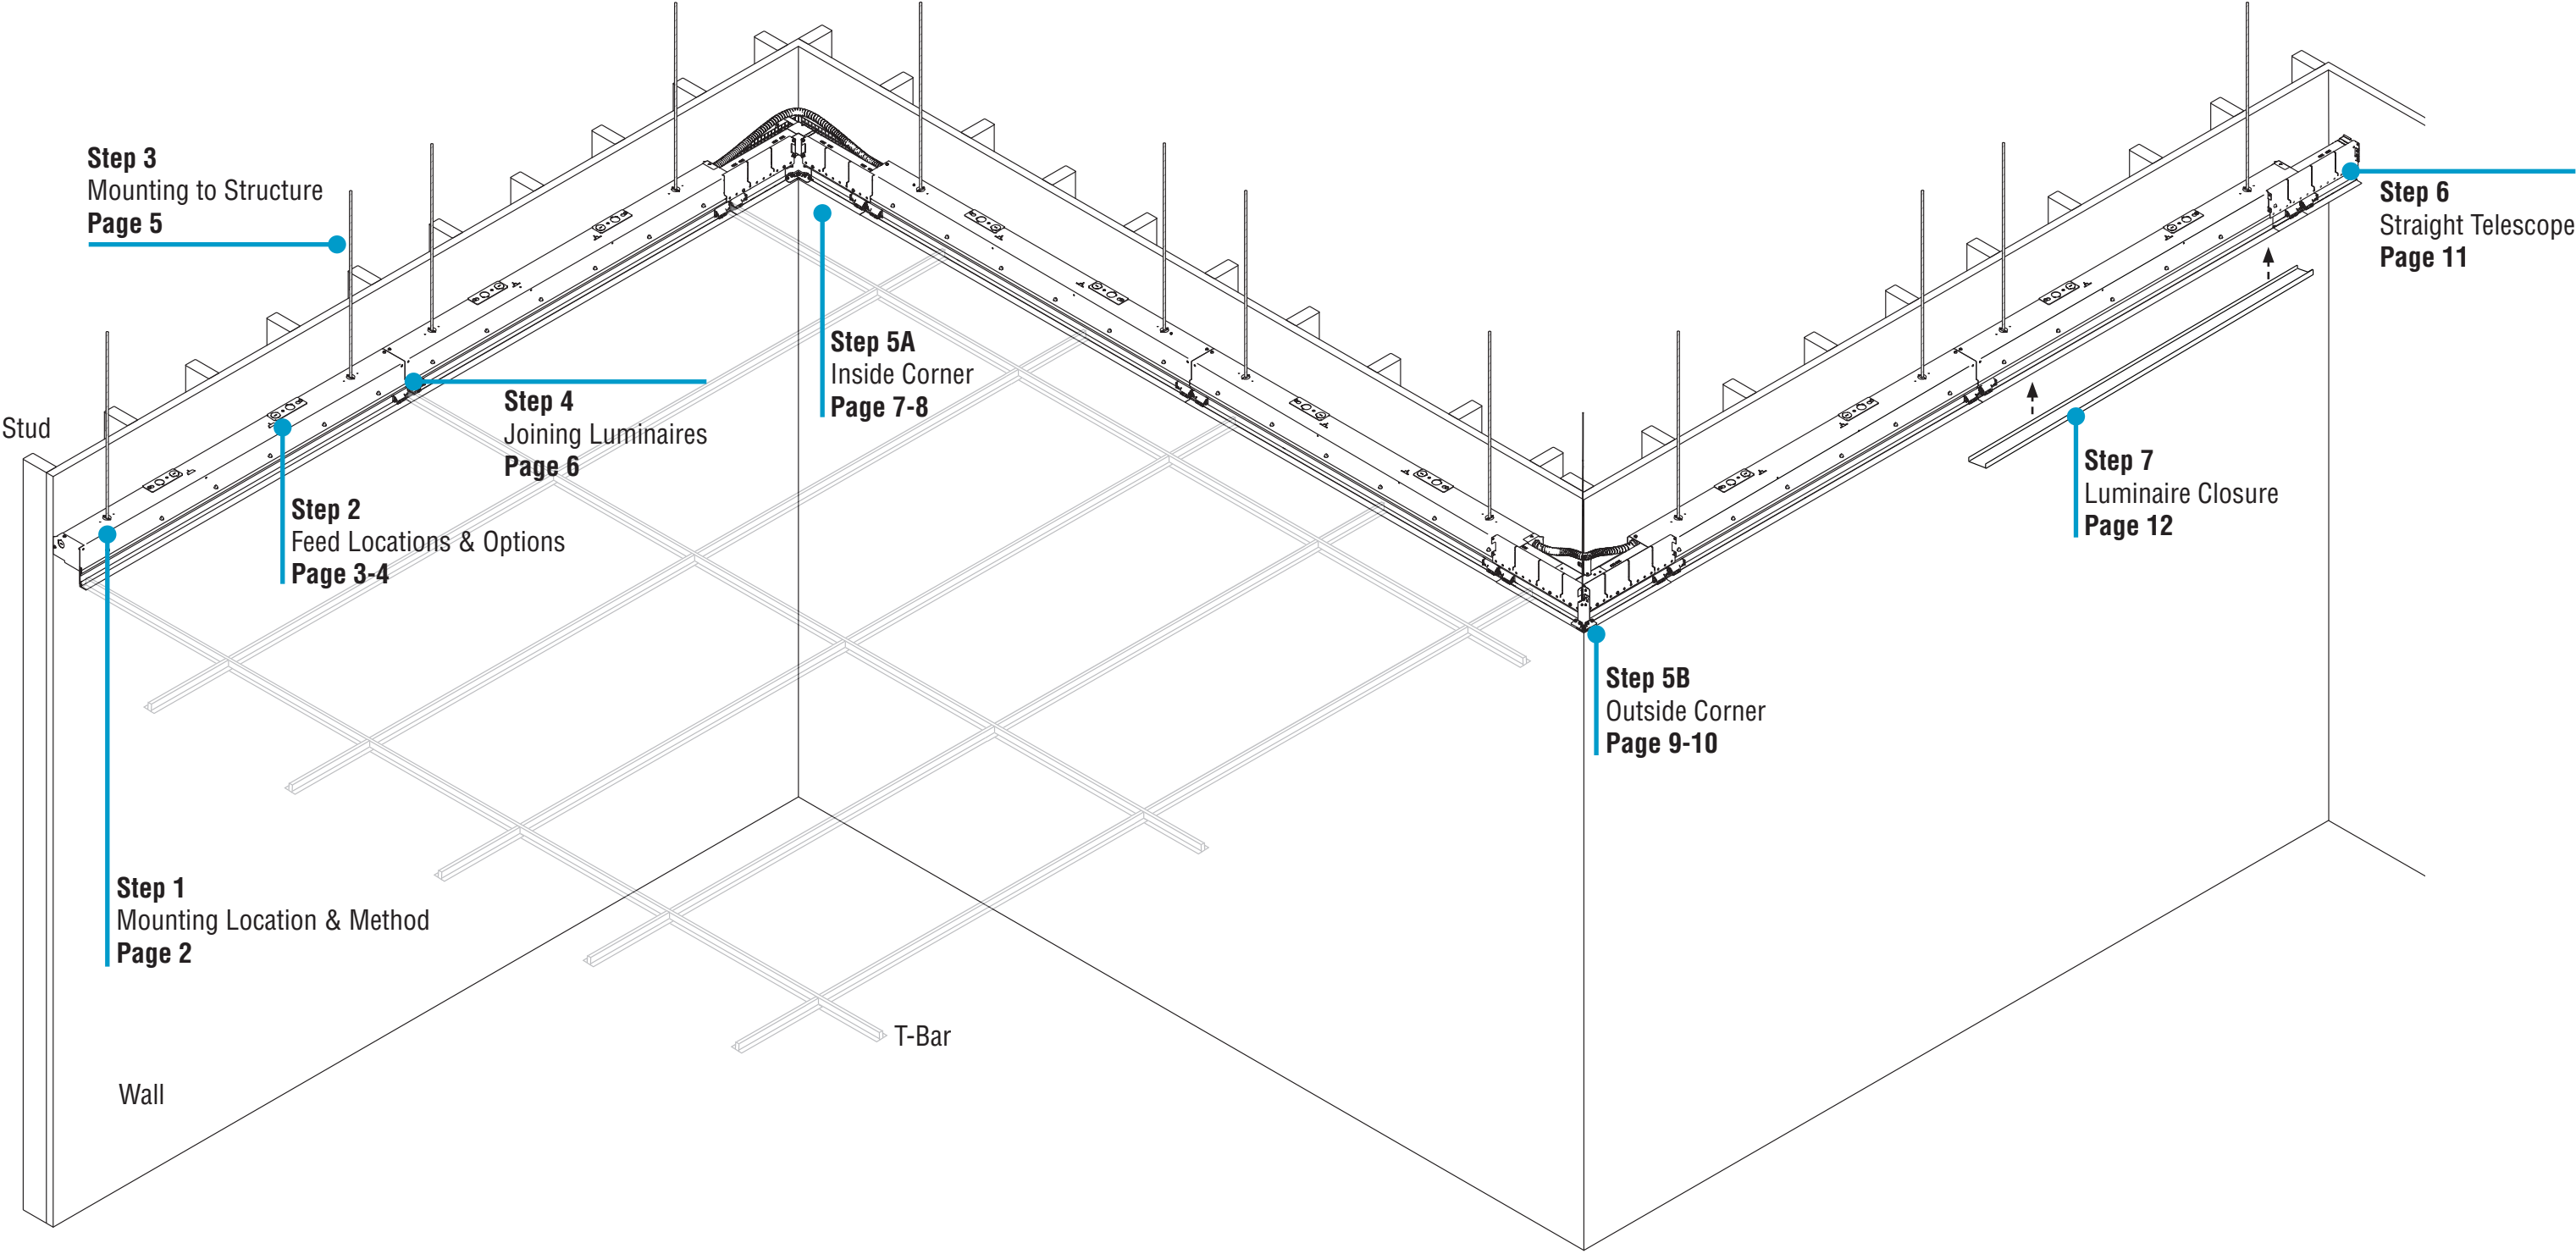 Step 3
Mounting to Structure
Page 5
Step 6
Straight Telescope
Page 11
Step 5A
Inside Corner
Page 7-8
Step 4
Joining Luminaires
Page 6
Stud
Step 7
Luminaire Closure
Page 12
Step 2
Feed Locations & Options
Page 3-4
Step 5B
Outside Corner
Page 9-10
Step 1
Mounting Location & Method
Page 2
T-Bar
Wall